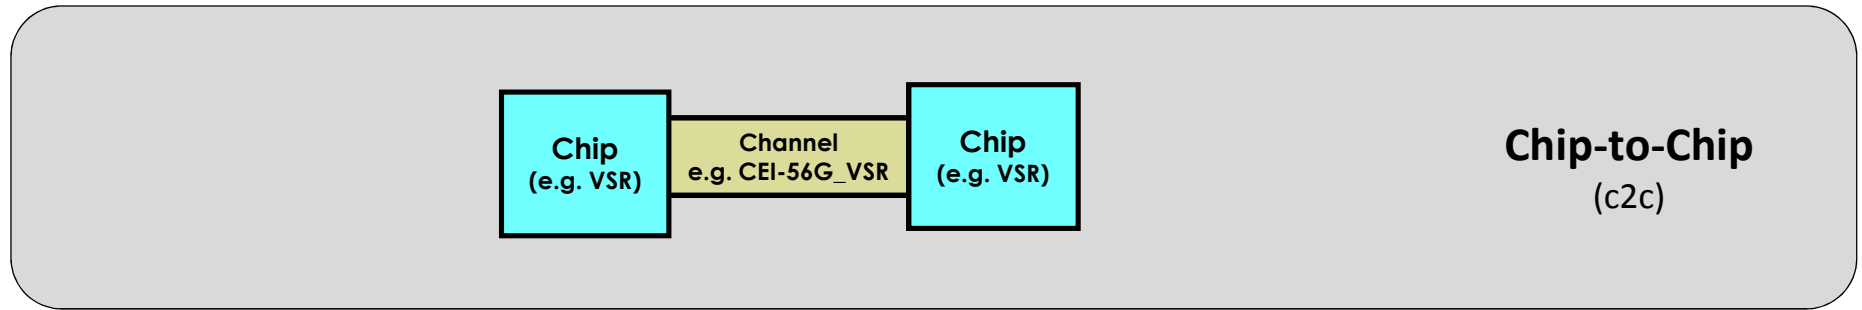 Chip
(e.g. VSR)
Channel
e.g. CEI-56G_VSR
Chip
(e.g. VSR)
Chip-to-Chip
(c2c)